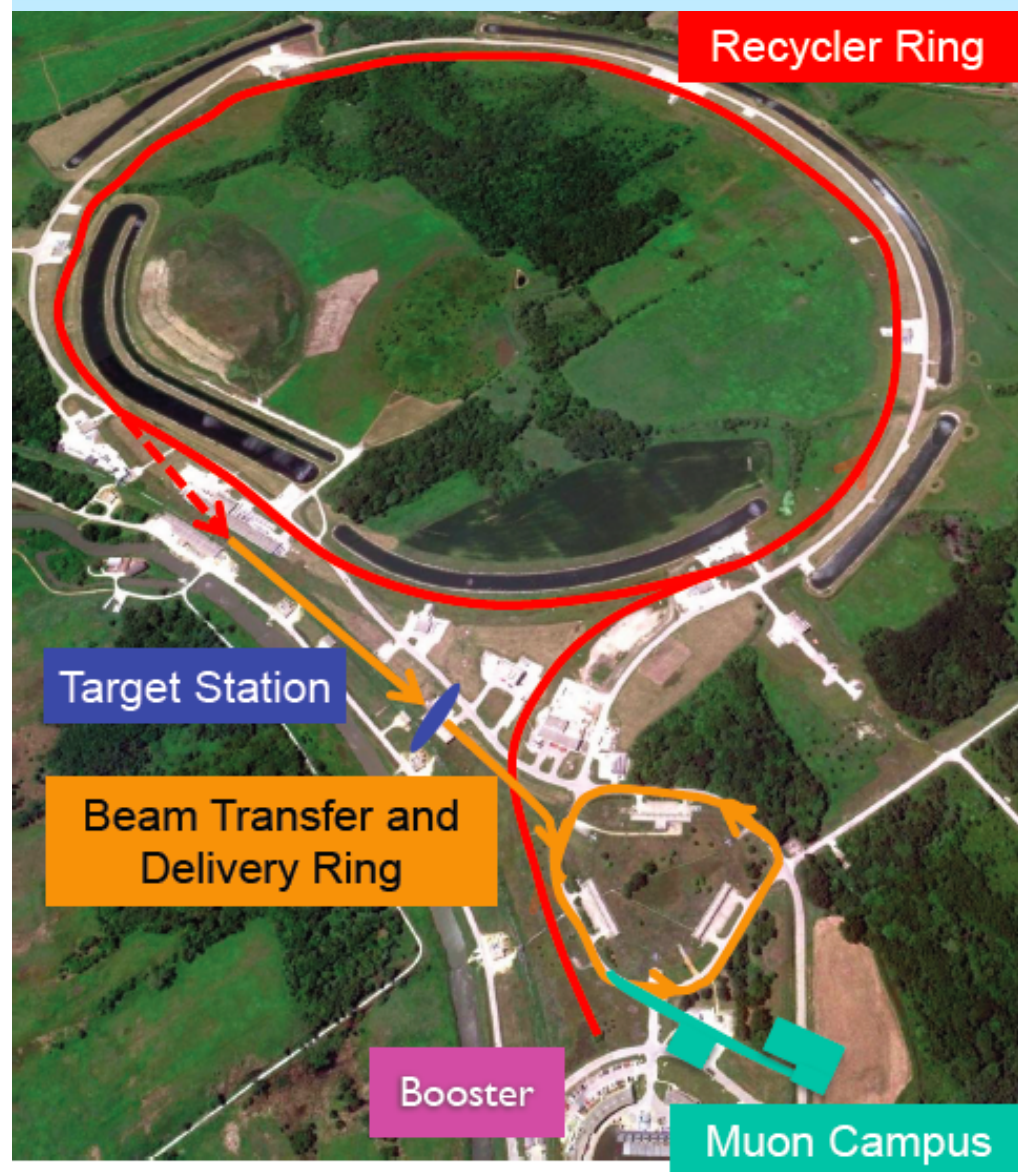 Recycler Ring
Target Station
Beam Transfer and
Delivery Ring
Booster
Muon Campus